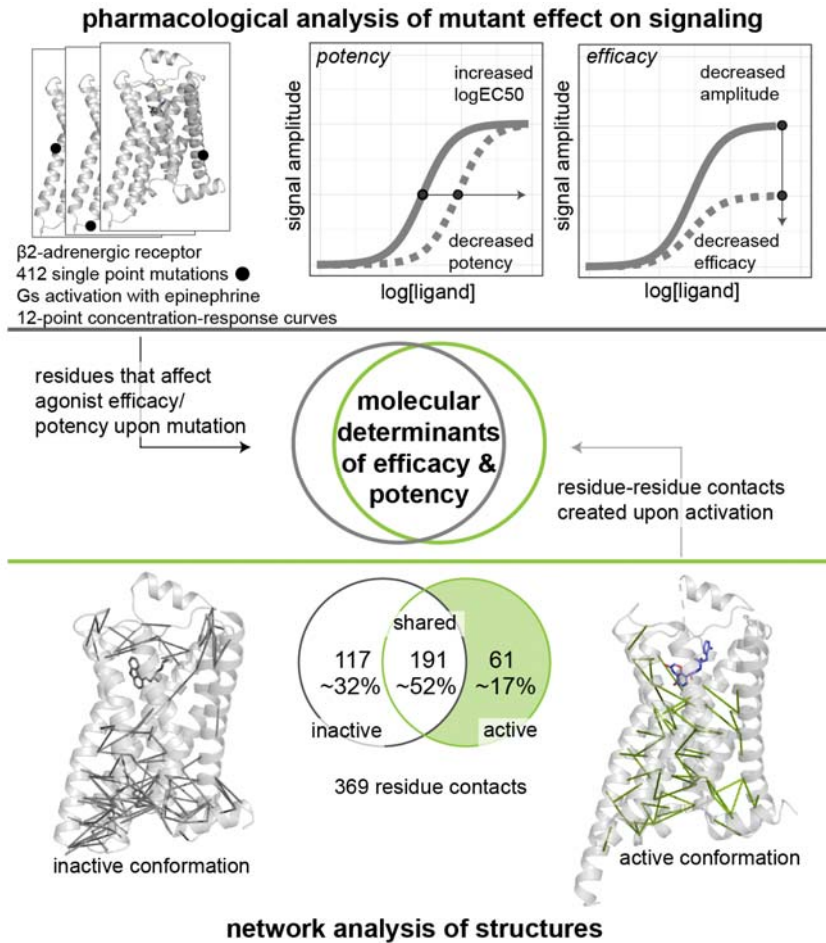 pharmacological analysis of mutant effect on signaling
β2-adrenergic receptor
412 single point mutations
Gs activation with epinephrine
12-point concentration-response curves
potency
increased
logEC50
decreased
potency
signal amplitude
log[ligand]
efficacy
decreased
amplitude
decreased
efficacy
signal amplitude
log[ligand]
residues that affect
agonist efficacy/
potency upon mutation
molecular
determinants
of efficacy &
potency
residue-residue contacts
created upon activation
inactive conformation
shared
117 191 61
~32% ~52% ~17%
inactive active
369 residue contacts
active conformation
network analysis of structures